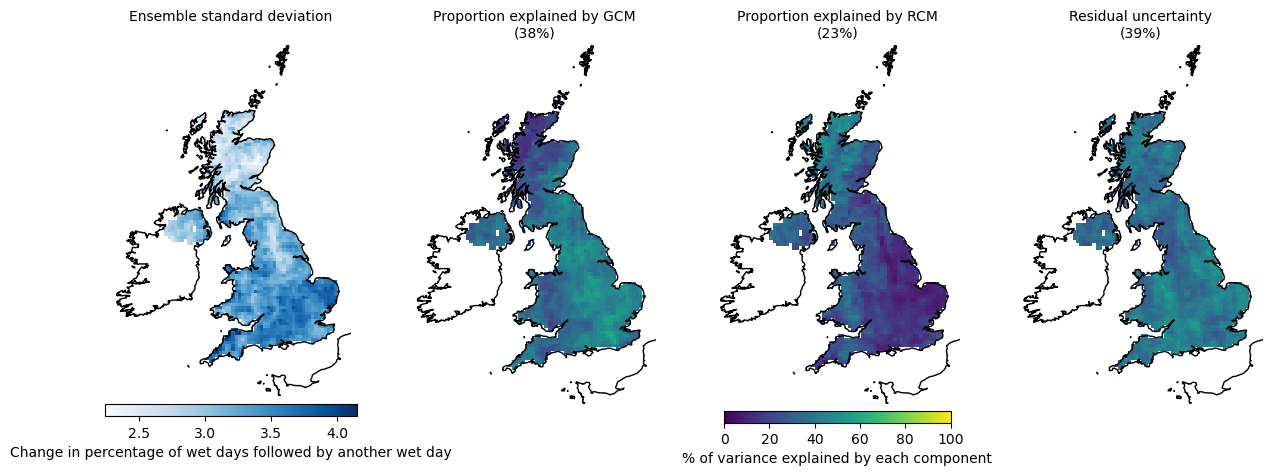 Ensemble standard deviation
Proportion explained by GCM
(38%)
Proportion explained by RCM
(23%)
Residual uncertainty
(39%)
2.5 3.0 3.5 4.0
Change in percentage of wet days followed by another wet day
0 20 40 60 80 100
% of variance explained by each component